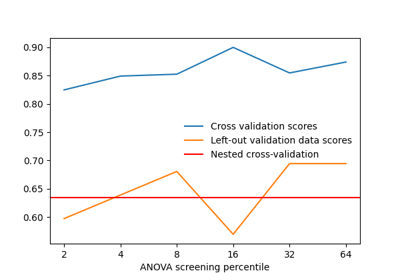 0.90
0.85
0.80
0.75
0.70
0.65
0.60
Cross validation scores
Left-out validation data scores
Nested cross-validation
2 4 8 16 32 64
ANOVA screening percentile